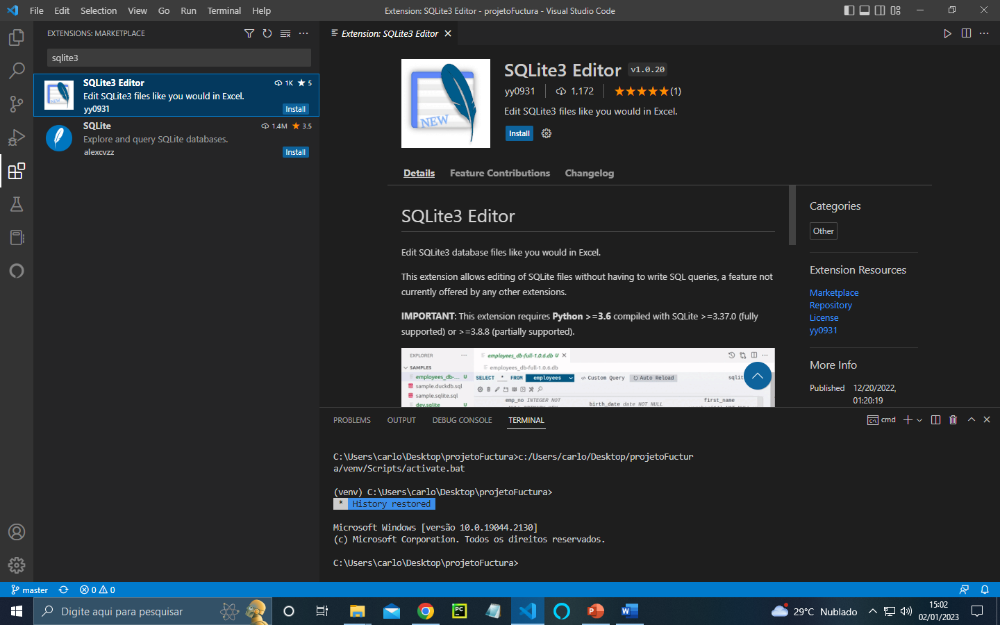 File Edit Selection View Go Run Terminal Help
Extension: SQLite3 Editor - projetoFuctura - Visual Studio Code
EXTENSIONS: MARKETPLACE
sqlite3
SQLite3 Editor 1K 5
Edit SQLite3 files like you would in Excel.
yy0931 Install
SQLite 1.4M 3.5
Explore and query SQLite databases.
alexcvzz Install
Extension: SQLite3 Editor
NEW
SQLite3 Editor v1.0.20
yy0931 1,172 (1)
Edit SQLite3 files like you would in Excel.
Install
Details Feature Contributions Changelog
SQLite3 Editor
Edit SQLite3 database files like you would in Excel.
This extension allows editing of SQLite files without having to write SQL queries, a feature not
currently offered by any other extensions.
IMPORTANT: This extension requires Python >=3.6 compiled with SQLite >=3.37.0 (fully
supported) or >=3.8.8 (partially supported).
EXPLORER
SAMPLES
employees_db-... U
sample.duckdb.sql
sample.sqlite.sql
dev.sqlite
employees_db-full-1.0.6.db U
employees_db-full-1.0.6.db
SELECT * FROM employees Custom Query Auto Reload sqlit
emp_no INTEGER NOT
birth_date date NOT NULL
first_name
Categories
Other
Extension Resources
Marketplace
Repository
License
yy0931
More Info
Published 12/20/2022,
01:20:19
PROBLEMS OUTPUT DEBUG CONSOLE TERMINAL
cmd
C:\Users\carlo\Desktop\projetoFuctura>c:/Users/carlo/Desktop/projetoFuctur
a/venv/Scripts/activate.bat
(venv) C:\Users\carlo\Desktop\projetoFuctura>
* History restored
Microsoft Windows [versão 10.0.19044.2130]
(c) Microsoft Corporation. Todos os direitos reservados.
C:\Users\carlo\Desktop\projetoFuctura>
master 0 0
Digite aqui para pesquisar
29°C Nublado
15:02
02/01/2023